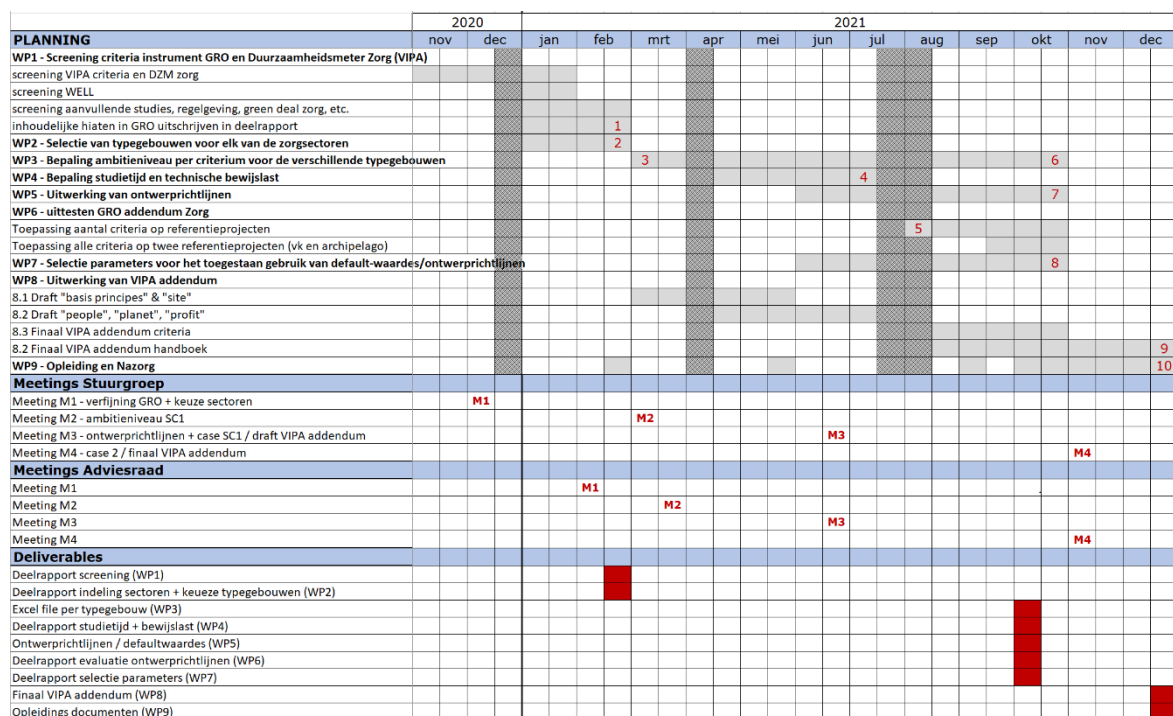 2020 2021
PLANNING nov dec jan feb mrt apr mei jun jul aug sep okt nov dec
WP1 - Screening criteria instrument GRO en Duurzaamheidsmeter Zorg (VIPA)
screening VIPA criteria en DZM zorg
screening WELL
screening aanvullende studies, regelgeving, green deal zorg, etc.
inhoudelijke hiaten in GRO uitschrijven in deelrapport 1
WP2 - Selectie van typegebouwen voor elk van de zorgsectoren 2
WP3 - Bepaling ambitieniveau per criterium voor de verschillende typegebouwen 3 6
WP4 - Bepaling studietijd en technische bewijslast 4
WP5 - Uitwerking van ontwerprichtlijnen 7
WP6 - uittesten GRO addendum Zorg
Toepassing aantal criteria op referentieprojecten 5
Toepassing alle criteria op twee referentieprojecten (vk en archipelago)
WP7 - Selectie parameters voor het toegestaan gebruik van default-waardes/ontwerprichtlijnen 8
WP8 - Uitwerking van VIPA addendum
8.1 Draft "basis principes" & "site"
8.2 Draft "people", "planet", "profit"
8.3 Finaal VIPA addendum criteria
8.2 Finaal VIPA addendum handboek 9
WP9 - Opleiding en Nazorg 10
Meetings Stuurgroep
Meeting M1 - verfijning GRO + keuze sectoren M1
Meeting M2 - ambitieniveau SC1 M2
Meeting M3 - ontwerprichtlijnen + case SC1 / draft VIPA addendum M3
Meeting M4 - case 2 / finaal VIPA addendum M4
Meetings Adviesraad
Meeting M1 M1
Meeting M2 M2
Meeting M3 M3
Meeting M4 M4
Deliverables
Deelrapport screening (WP1)
Deelrapport indeling sectoren + keueze typegebouwen (WP2)
Excel file per typegebouw (WP3)
Deelrapport studietijd + bewijslast (WP4)
Ontwerprichtlijnen / defaultwaardes (WP5)
Deelrapport evaluatie ontwerprichtlijnen (WP6)
Deelrapport selectie parameters (WP7)
Finaal VIPA addendum (WP8)
Opleidings documenten (WP9)